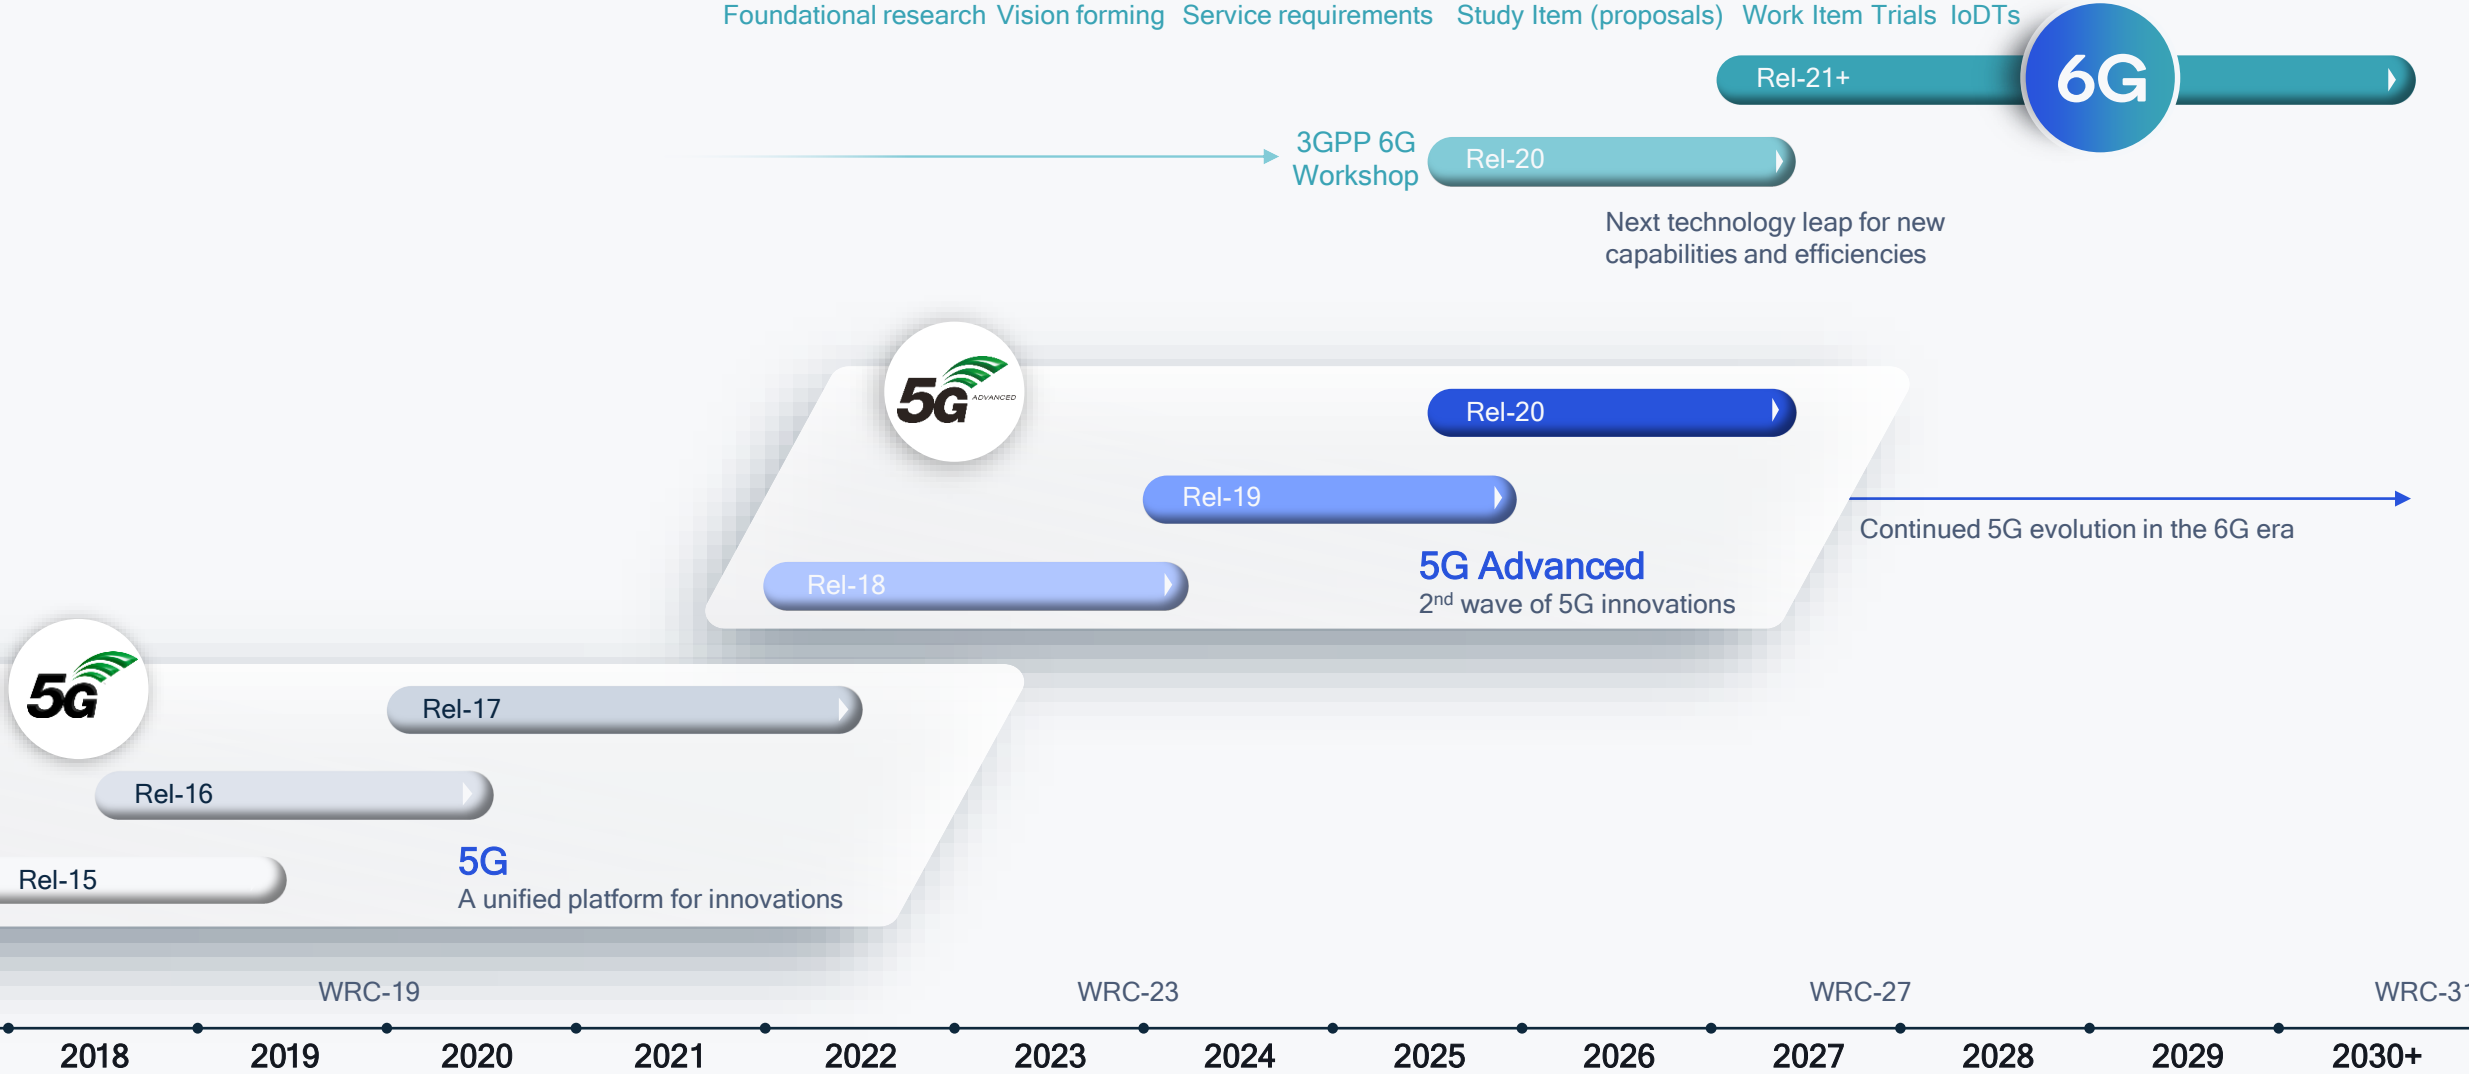 Foundational research Vision forming Service requirements Study Item (proposals) Work Item Trials IoDTs
Rel-21+
6G
3GPP 6G
Workshop
Rel-20
Next technology leap for new
capabilities and efficiencies
5G
ADVANCED
Rel-20
Rel-19
Continued 5G evolution in the 6G era
5G Advanced
2nd wave of 5G innovations
Rel-18
5G
Rel-17
Rel-16
5G
A unified platform for innovations
Rel-15
WRC-19 WRC-23 WRC-27 WRC-31
2018 2019 2020 2021 2022 2023 2024 2025 2026 2027 2028 2029 2030+